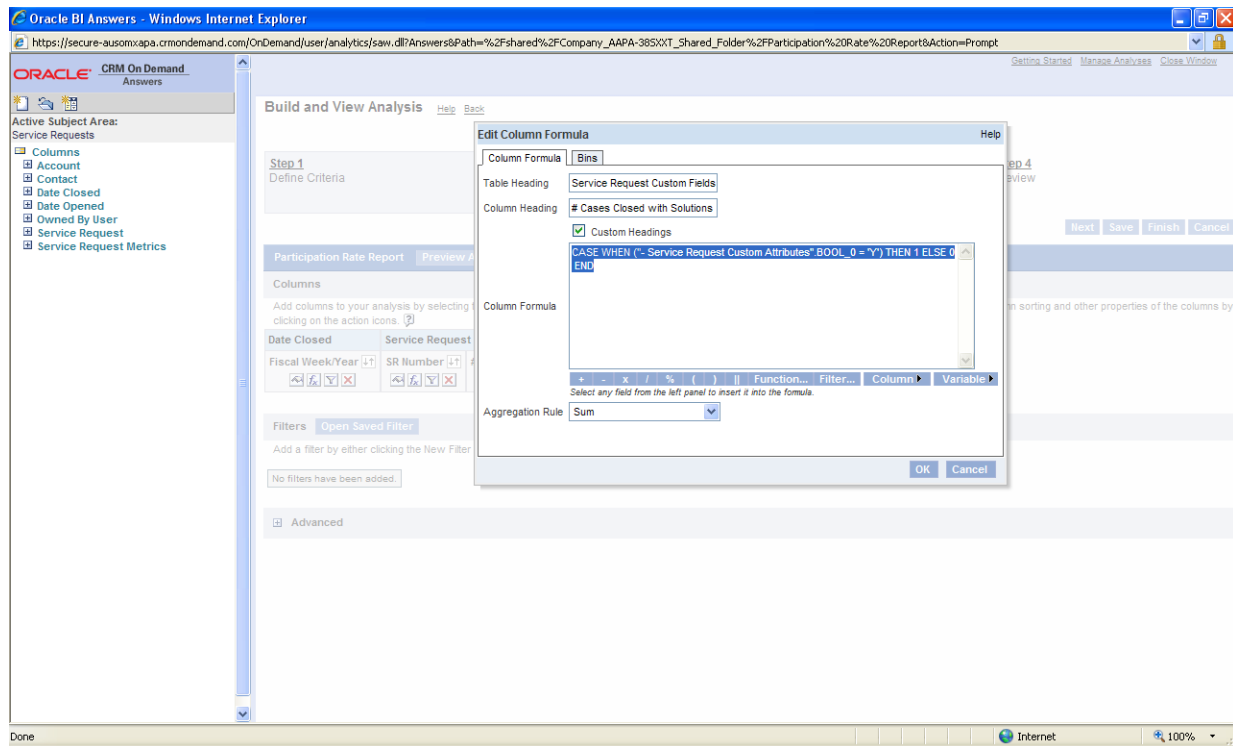 Oracle BI Answers - Windows Internet Explorer
https://secure-ausomxapa.crmondemand.com/OnDemand/user/analytics/saw.dll?Answers&Path=%2Fshared%2FCompany_AAPA-38SXXT_Shared_Folder%2FParticipation%20Rate%20Report&Action=Prompt
ORACLE CRM On Demand
Answers
Getting Started Manage Analyses Close Window
Active Subject Area:
Service Requests
Columns
Account
Contact
Date Closed
Date Opened
Owned By User
Service Request
Service Request Metrics
Build and View Analysis Help Back
Step 1
Define Criteria
ep 4
eview
Next Save Finish Cancel
Participation Rate Report Preview A
Columns
Add columns to your analysis by selecting
n sorting and other properties of the columns by
clicking on the action icons.
Date Closed Service Request
Fiscal Week/Year SR Number
Filters Open Saved Filter
Add a filter by either clicking the New Filter
No filters have been added.
Advanced
Edit Column Formula Help
Column Formula Bins
Table Heading Service Request Custom Fields
Column Heading # Cases Closed with Solutions
Custom Headings
Column Formula
CASE WHEN ("- Service Request Custom Attributes".BOOL_0 = 'Y') THEN 1 ELSE 0
END
+ - x / % ( ) || Function... Filter... Column Variable
Select any field from the left panel to insert it into the formula.
Aggregation Rule Sum
OK Cancel
Done Internet 100%